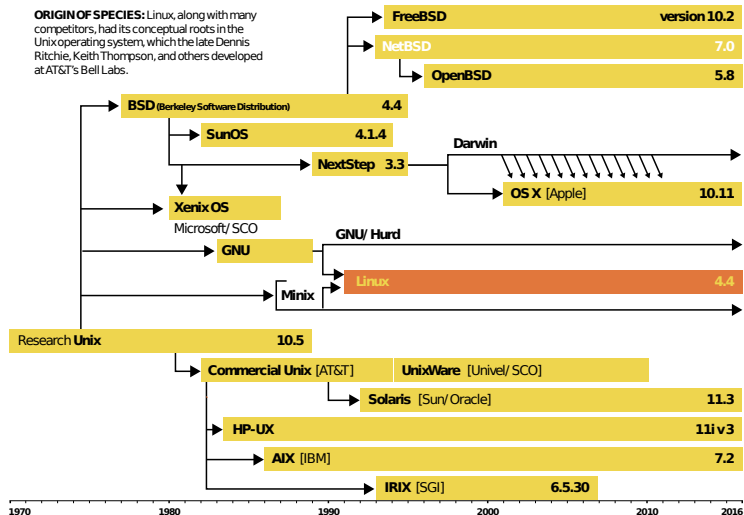 ORIGIN OF SPECIES: Linux, along with many
competitors, had its conceptual roots in the
Unix operating system, which the late Dennis
Ritchie, Keith Thompson, and others developed
at AT&T's Bell Labs.
FreeBSD version 10.2
NetBSD 7.0
OpenBSD 5.8
BSD (Berkeley Software Distribution) 4.4
SunOS 4.1.4
Darwin
NextStep 3.3
OS X [Apple] 10.11
Xenix OS
Microsoft/SCO
GNU/Hurd
GNU
Linux 4.4
Minix
Research Unix 10.5
Commercial Unix [AT&T] UnixWare [Univel/SCO]
Solaris [Sun/Oracle] 11.3
HP-UX 11i v3
AIX [IBM] 7.2
IRIX [SGI] 6.5.30
1970 1980 1990 2000 2010 2016